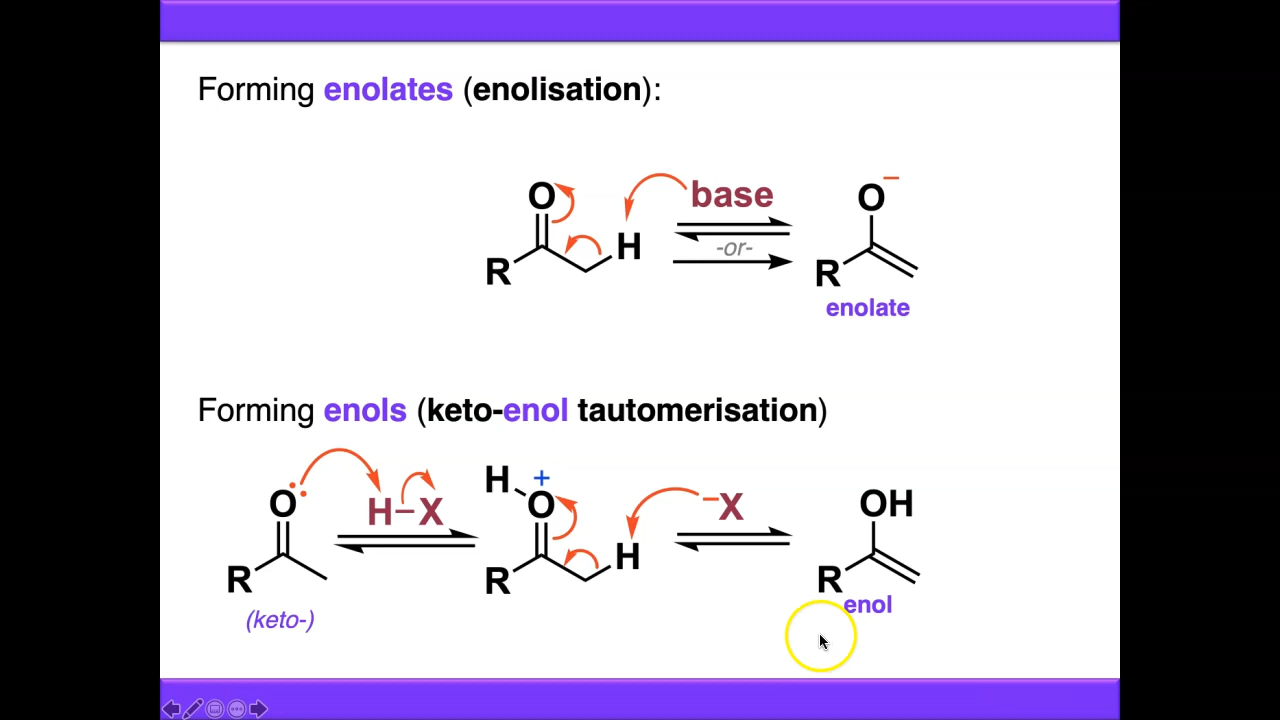 Forming enolates (enolisation):
O
R
H
base
-or-
O−
R
enolate
Forming enols (keto-enol tautomerisation)
O
R
(keto-)
H–X
H
+
O
R
H
−X
OH
R
enol